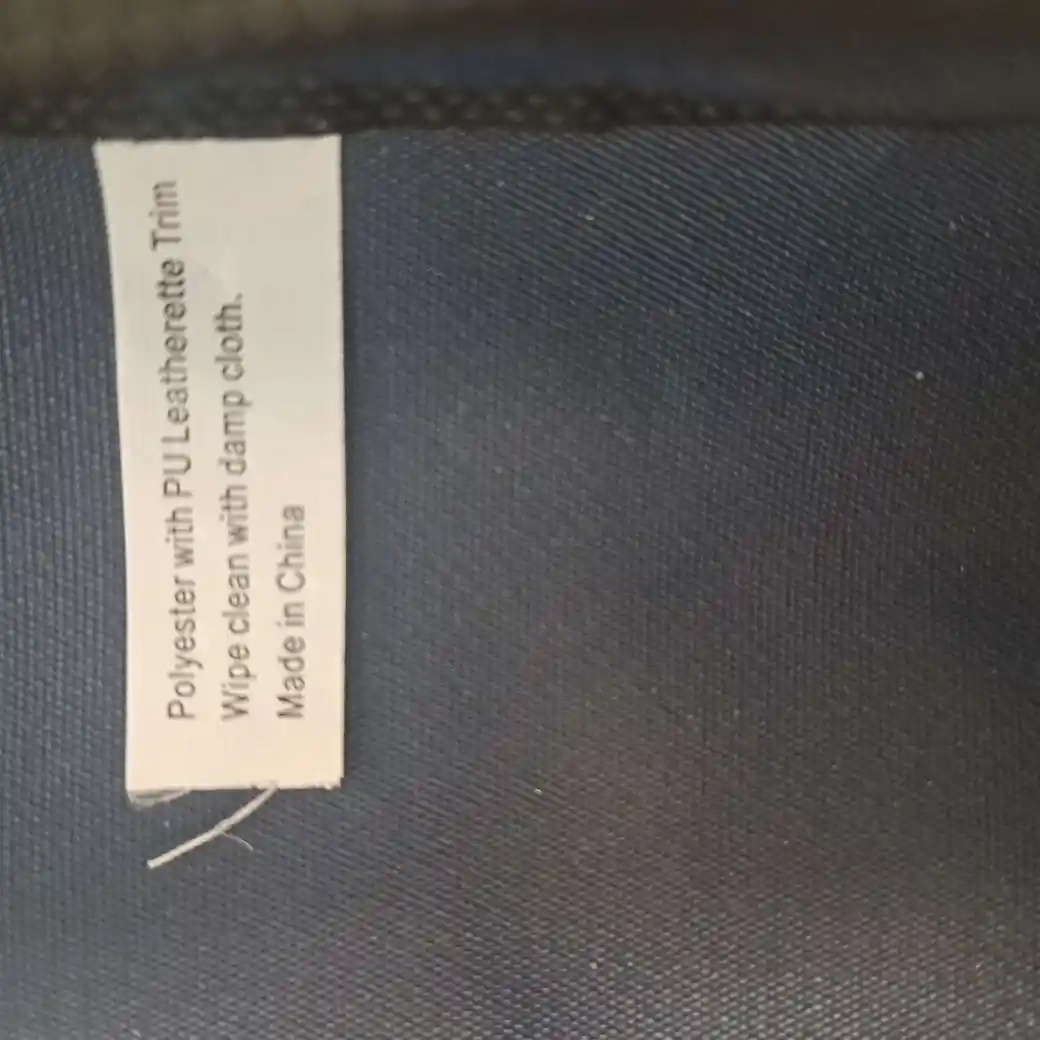 Polyester with PU Leatherette Trim
Wipe clean with damp cloth.
Made in China